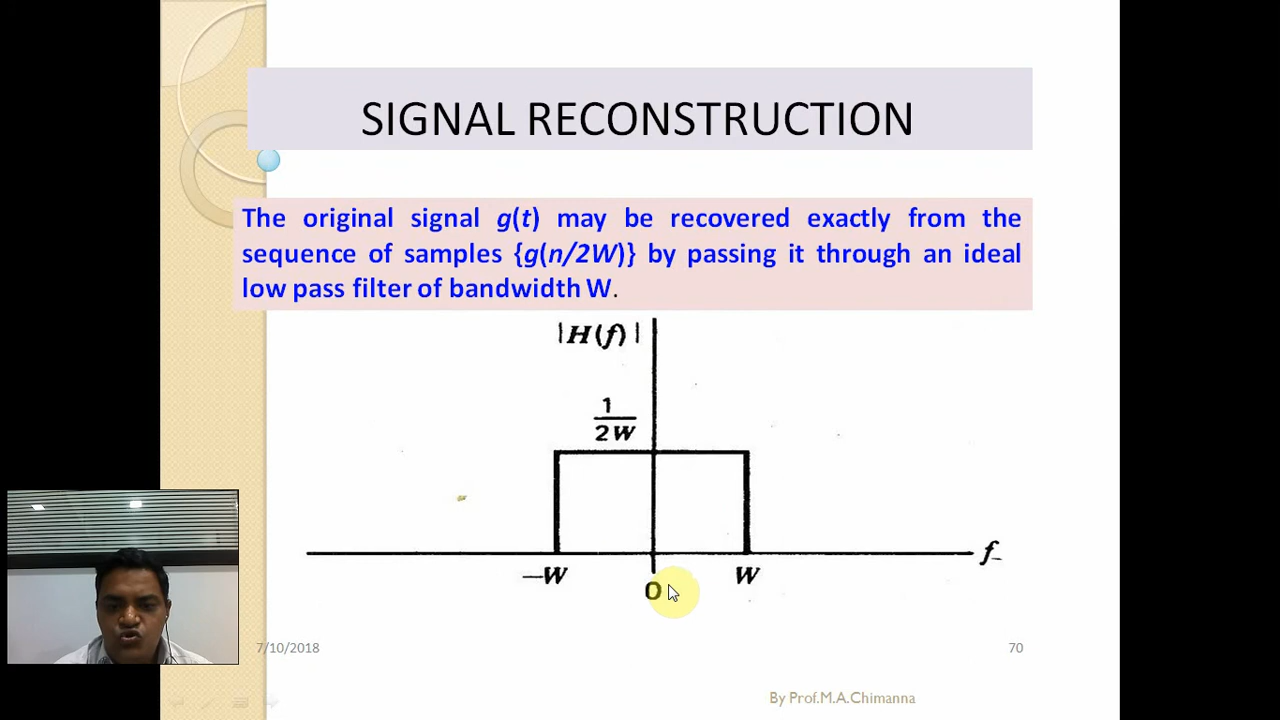 SIGNAL RECONSTRUCTION
The original signal g(t) may be recovered exactly from the
sequence of samples {g(n/2W)} by passing it through an ideal
low pass filter of bandwidth W.
|H(f)|
1
2W
f
-W
W
0
7/10/2018
70
By Prof.M.A.Chimanna